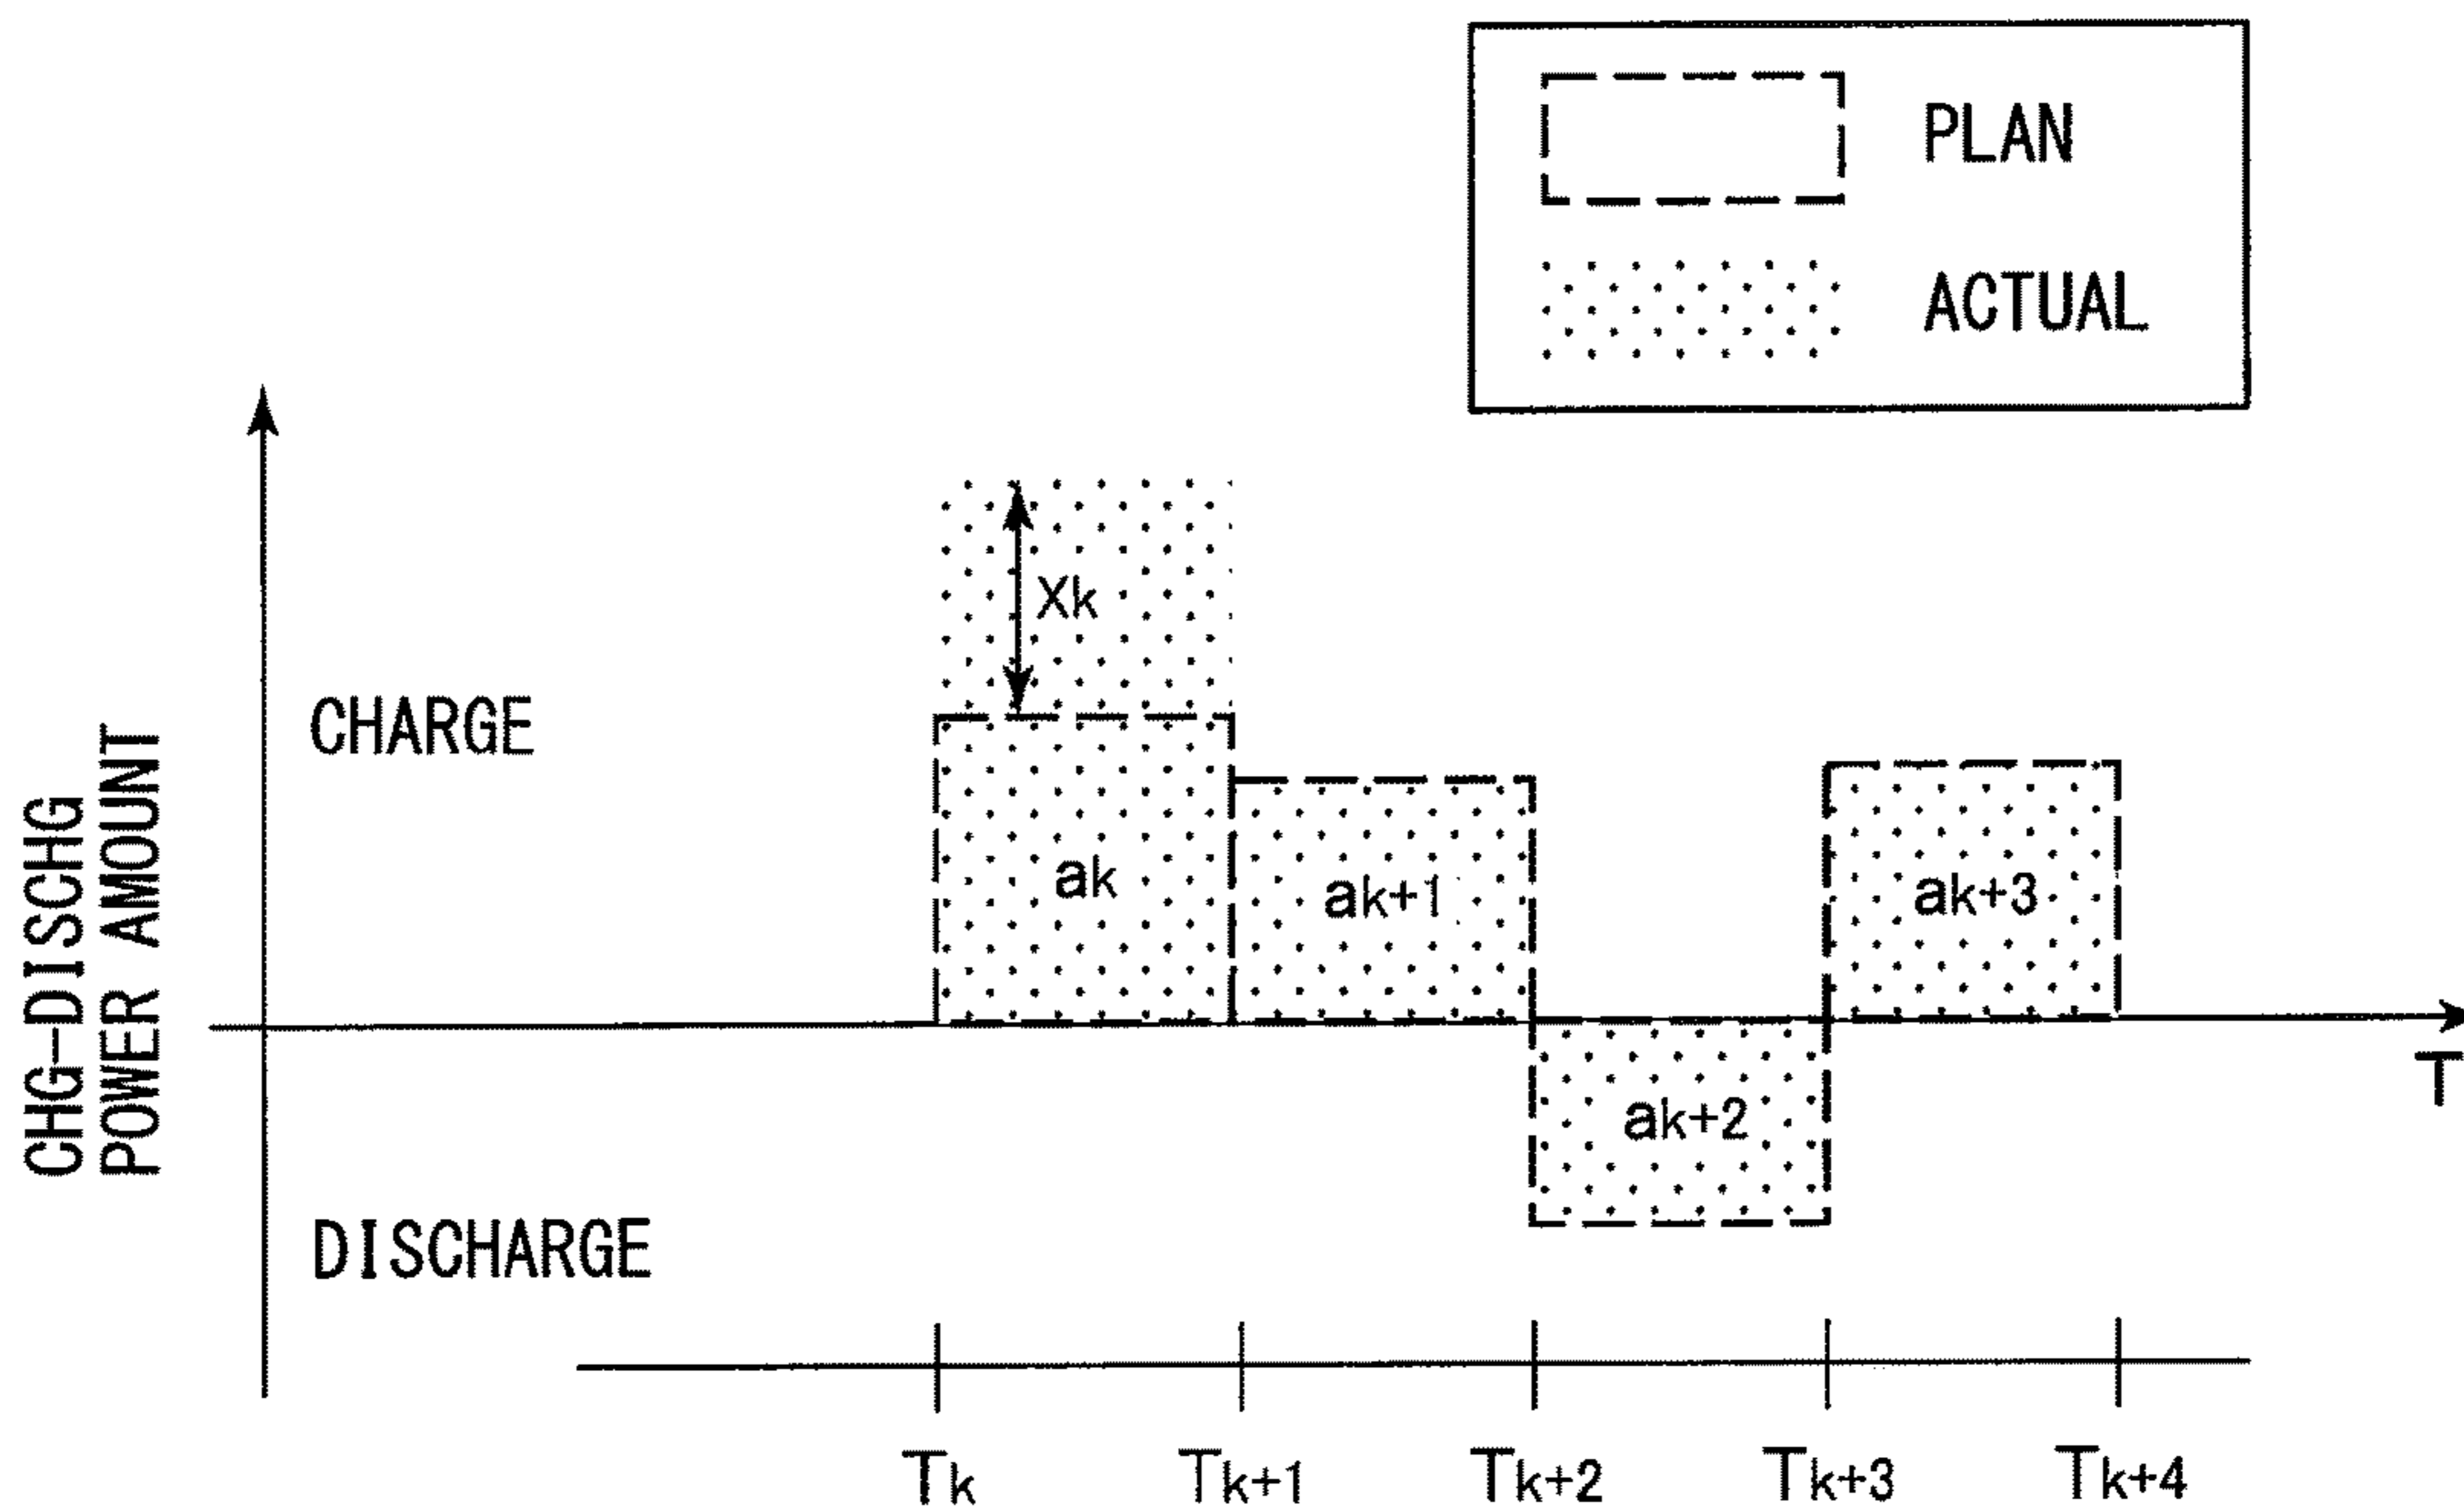 PLAN
ACTUAL
CHG-DISCHG
POWER AMOUNT
CHARGE
Xk
ak
ak+1
ak+3
T
ak+2
DISCHARGE
Tk
Tk+1
Tk+2
Tk+3
Tk+4